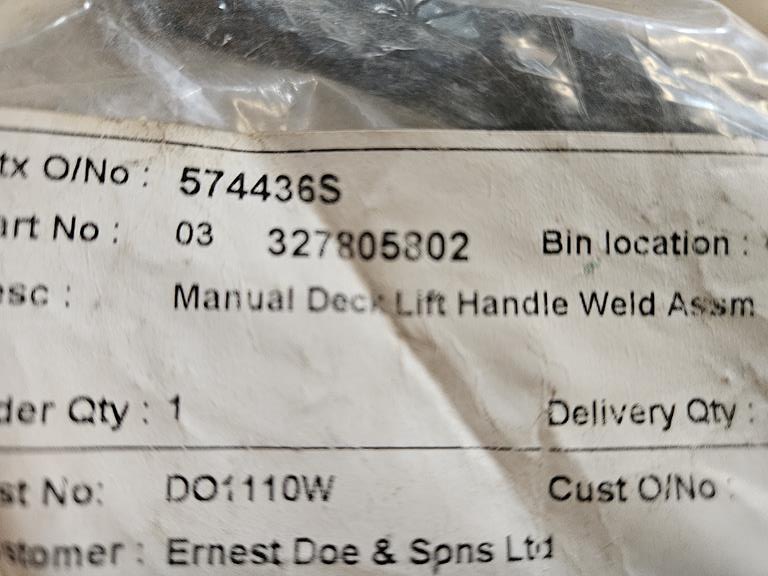 tx O/No : 574436S
art No : 03 327805802 Bin location :
esc : Manual Deck Lift Handle Weld Assm
der Qty : 1 Delivery Qty :
st No: DO1110W Cust O/No :
stomer : Ernest Doe & Sons Ltd